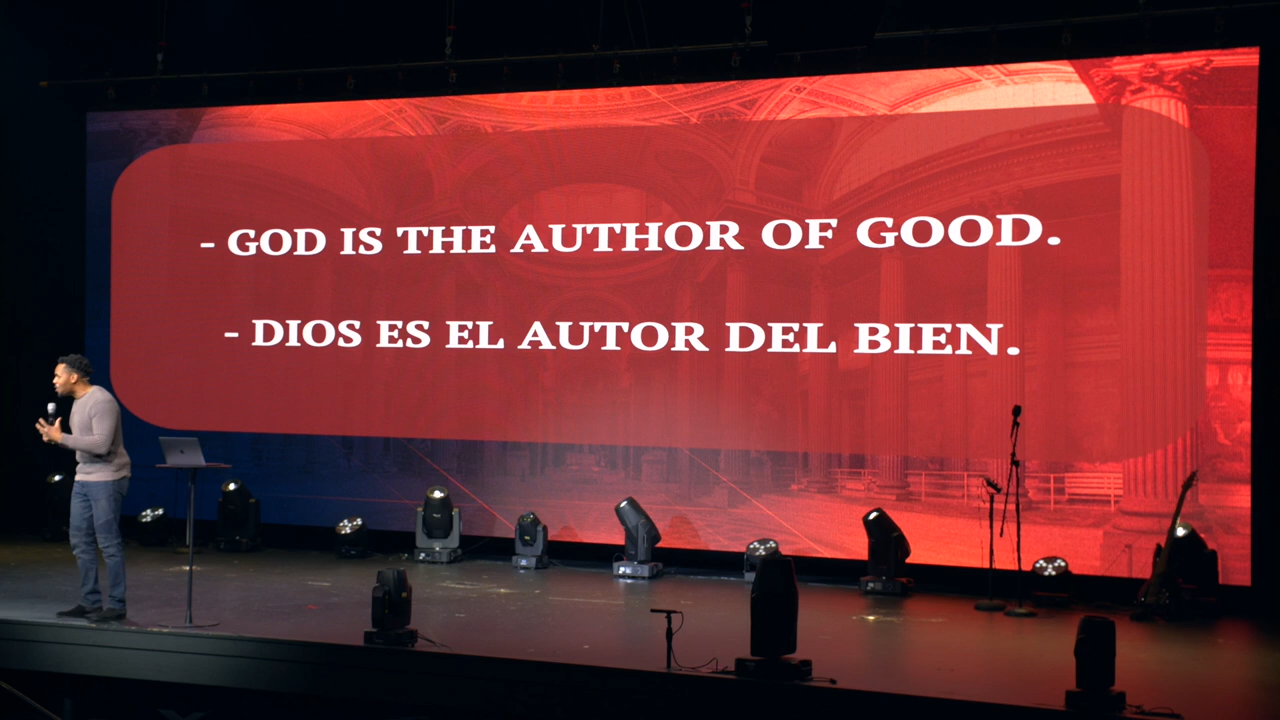 - GOD IS THE AUTHOR OF GOOD.
- DIOS ES EL AUTOR DEL BIEN.